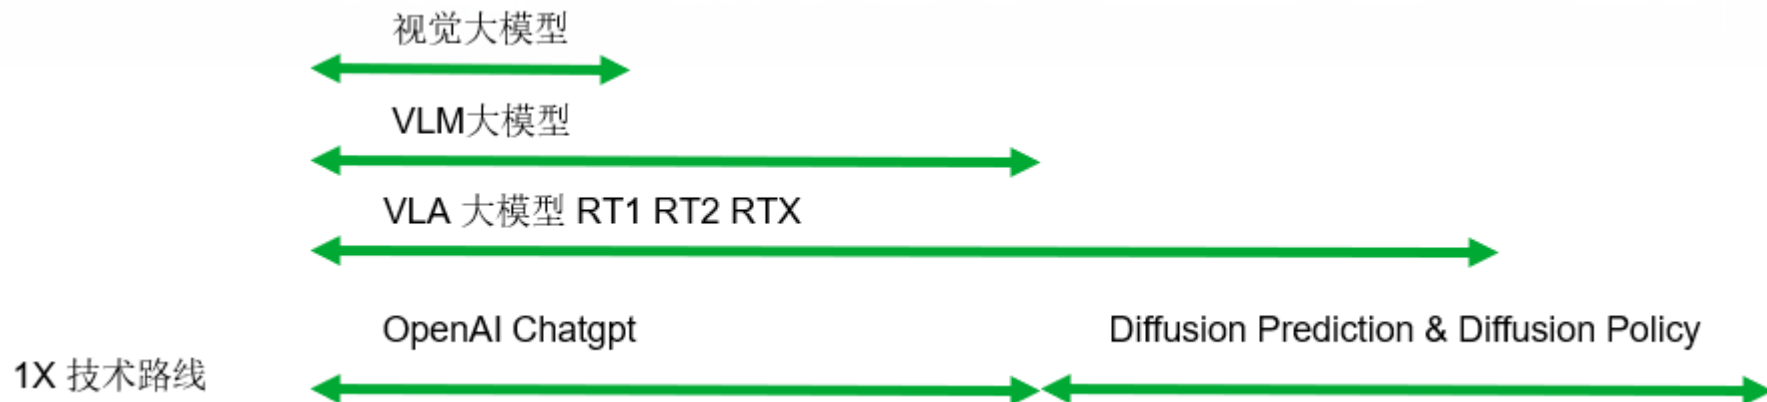 视觉大模型
VLM大模型
VLA 大模型 RT1 RT2 RTX
OpenAI Chatgpt
Diffusion Prediction & Diffusion Policy
1X 技术路线